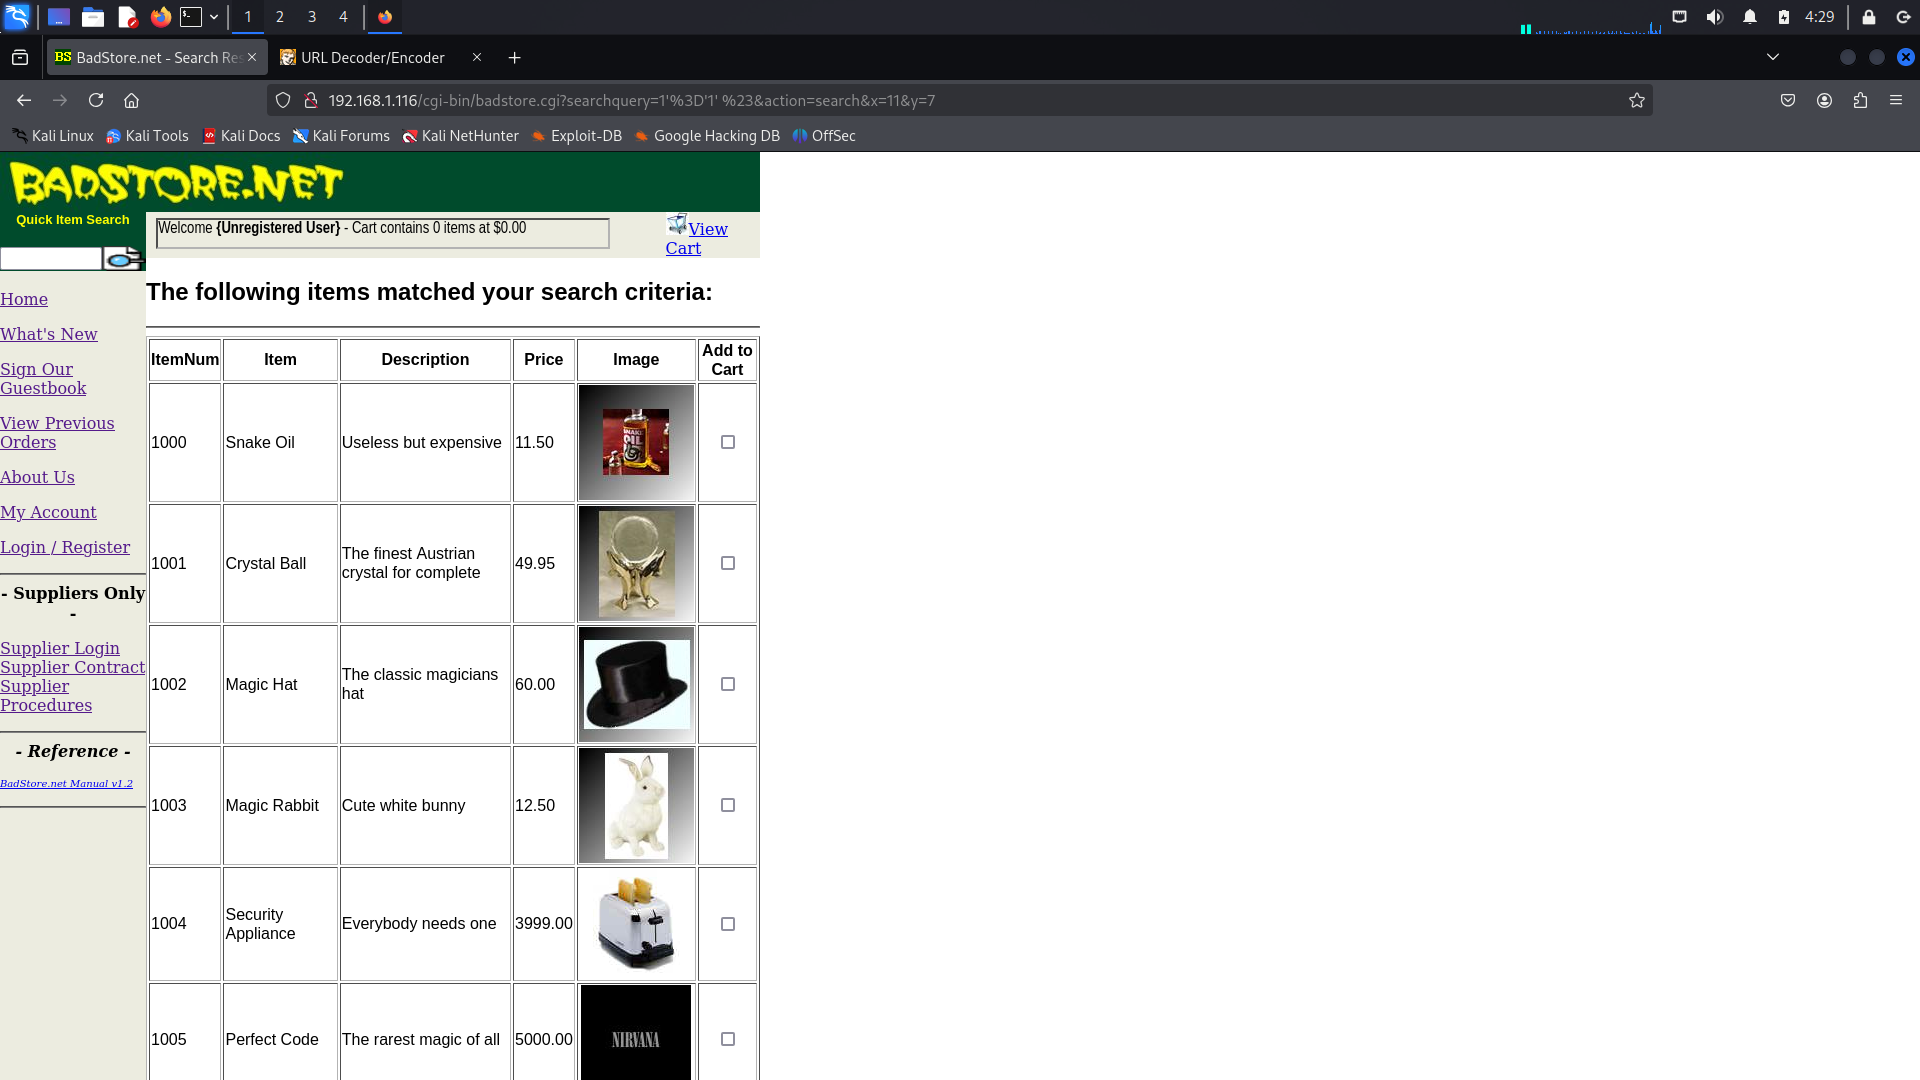 1 2 3 4 4:29
BadStore.net - Search Res URL Decoder/Encoder
192.168.1.116/cgi-bin/badstore.cgi?searchquery=1'%3D'1' %23&action=search&x=11&y=7
Kali Linux Kali Tools Kali Docs Kali Forums Kali NetHunter Exploit-DB Google Hacking DB OffSec
BADSTORE.NET
Quick Item Search
Welcome {Unregistered User} - Cart contains 0 items at $0.00
View
Cart
Home
What's New
Sign Our
Guestbook
View Previous
Orders
About Us
My Account
Login / Register
- Suppliers Only
-
Supplier Login
Supplier Contract
Supplier
Procedures
- Reference -
BadStore.net Manual v1.2
The following items matched your search criteria:
ItemNum Item Description Price Image Add to
Cart
1000 Snake Oil Useless but expensive 11.50
SNAKE
OIL
1001 Crystal Ball The finest Austrian
crystal for complete 49.95
1002 Magic Hat The classic magicians
hat 60.00
1003 Magic Rabbit Cute white bunny 12.50
1004 Security
Appliance Everybody needs one 3999.00
1005 Perfect Code The rarest magic of all 5000.00
NIRVANA